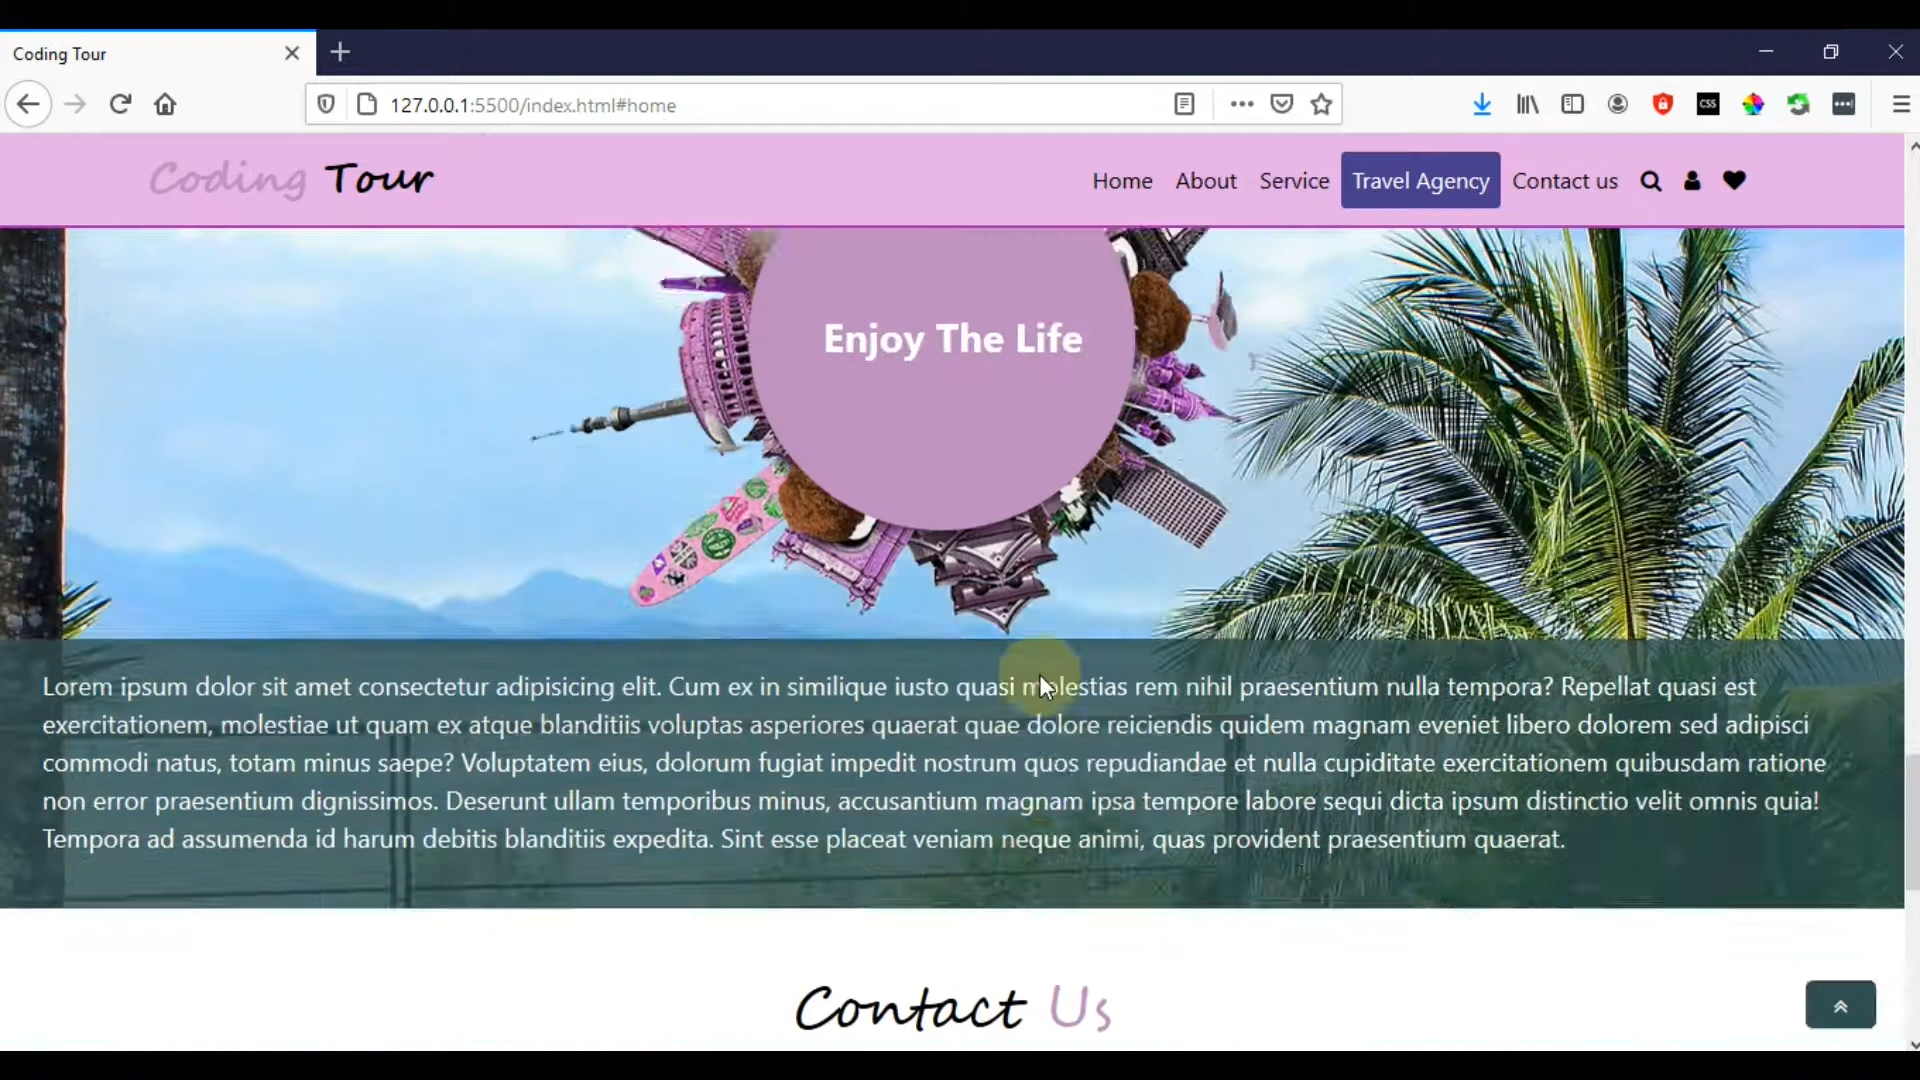 Coding Tour
127.0.0.1:5500/index.html#home
CSS
Coding Tour
Home About Service Travel Agency Contact us
Enjoy The Life
Lorem ipsum dolor sit amet consectetur adipisicing elit. Cum ex in similique iusto quasi molestias rem nihil praesentium nulla tempora? Repellat quasi est
exercitationem, molestiae ut quam ex atque blanditiis voluptas asperiores quaerat quae dolore reiciendis quidem magnam eveniet libero dolorem sed adipisci
commodi natus, totam minus saepe? Voluptatem eius, dolorum fugiat impedit nostrum quos repudiandae et nulla cupiditate exercitationem quibusdam ratione
non error praesentium dignissimos. Deserunt ullam temporibus minus, accusantium magnam ipsa tempore labore sequi dicta ipsum distinctio velit omnis quia!
Tempora ad assumenda id harum debitis blanditiis expedita. Sint esse placeat veniam neque animi, quas provident praesentium quaerat.
Contact Us